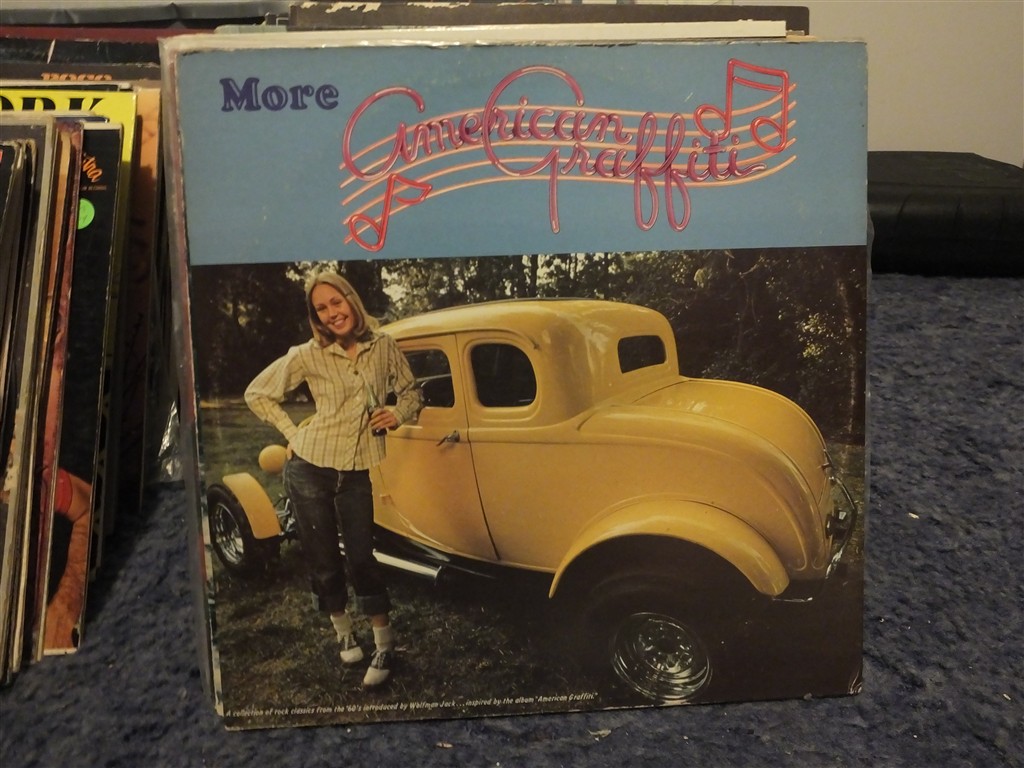 More
American
Graffiti
A collection of rock classics from the '60's introduced by Wolfman Jack ... inspired by the album "American Graffiti."